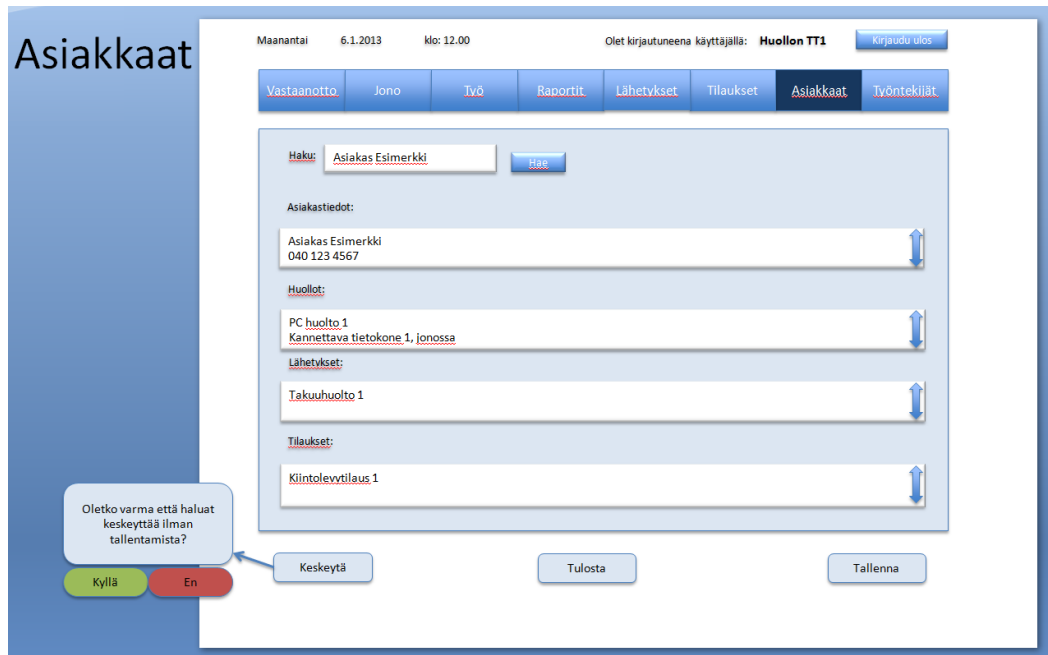 Asiakkaat
Maanantai 6.1.2013 klo: 12.00 Olet kirjautuneena käyttäjällä: Huollon TT1 Kirjaudu ulos
Vastaanotto Jono Työ Raportit Lähetykset Tilaukset Asiakkaat Työntekijät
Haku: Asiakas Esimerkki Hae
Asiakastiedot:
Asiakas Esimerkki
040 123 4567
Huollot:
PC huolto 1
Kannettava tietokone 1, jonossa
Lähetykset:
Takuuhuolto 1
Tilaukset:
Kiintolevytilaus 1
Oletko varma että haluat
keskeyttää ilman
tallentamista?
Kyllä En
Keskeytä Tulosta Tallenna